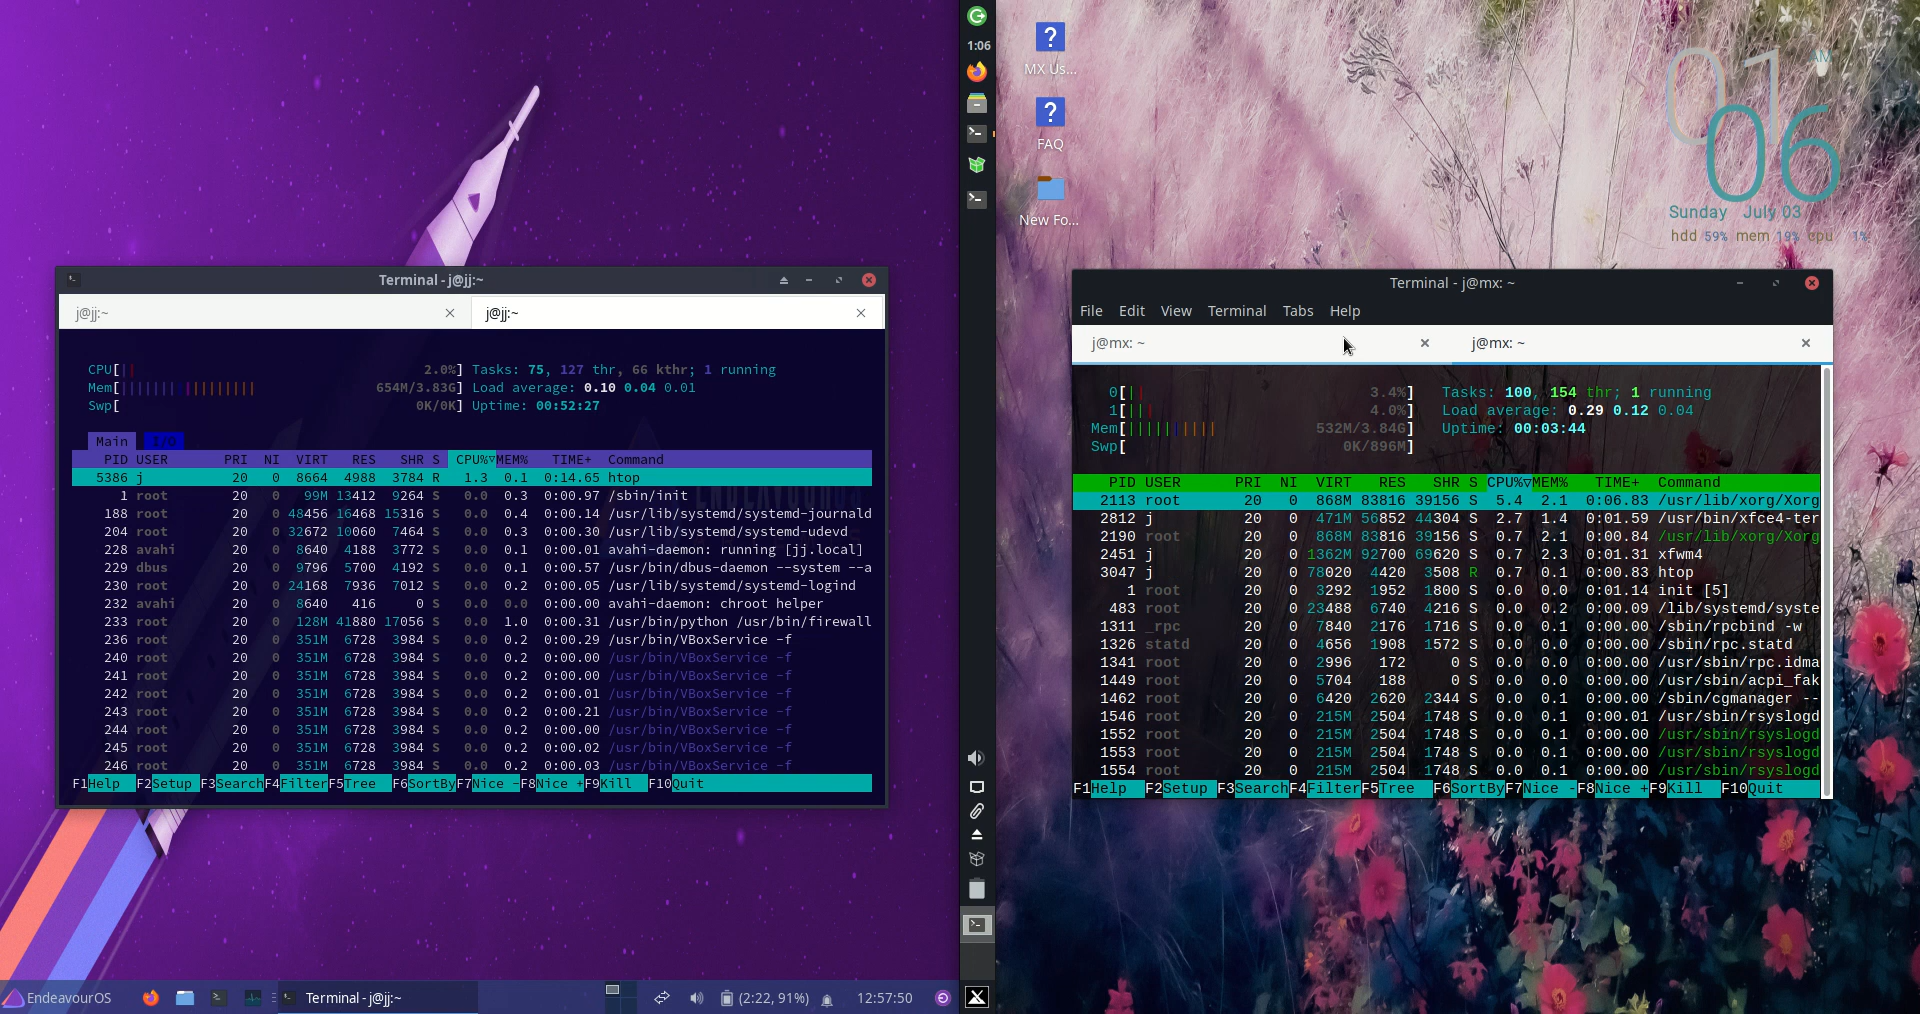 Terminal - j@jj:~
j@jj:~
j@jj:~
CPU[|| 2.0%] Tasks: 75, 127 thr, 66 kthr; 1 running
Mem[||||||||||||||||| 654M/3.83G] Load average: 0.10 0.04 0.01
Swp[ 0K/0K] Uptime: 00:52:27
Main I/O
PID USER PRI NI VIRT RES SHR S CPU%▽MEM% TIME+ Command
5386 j 20 0 8664 4988 3784 R 1.3 0.1 0:14.65 htop
1 root 20 0 99M 13412 9264 S 0.0 0.3 0:00.97 /sbin/init
188 root 20 0 48456 16468 15316 S 0.0 0.4 0:00.14 /usr/lib/systemd/systemd-journald
204 root 20 0 32672 10060 7464 S 0.0 0.3 0:00.30 /usr/lib/systemd/systemd-udevd
228 avahi 20 0 8640 4188 3772 S 0.0 0.1 0:00.01 avahi-daemon: running [jj.local]
229 dbus 20 0 9796 5700 4192 S 0.0 0.1 0:00.57 /usr/bin/dbus-daemon --system --a
230 root 20 0 24168 7936 7012 S 0.0 0.2 0:00.05 /usr/lib/systemd/systemd-logind
232 avahi 20 0 8640 416 0 S 0.0 0.0 0:00.00 avahi-daemon: chroot helper
233 root 20 0 128M 41880 17056 S 0.0 1.0 0:00.31 /usr/bin/python /usr/bin/firewall
236 root 20 0 351M 6728 3984 S 0.0 0.2 0:00.29 /usr/bin/VBoxService -f
240 root 20 0 351M 6728 3984 S 0.0 0.2 0:00.00 /usr/bin/VBoxService -f
241 root 20 0 351M 6728 3984 S 0.0 0.2 0:00.00 /usr/bin/VBoxService -f
242 root 20 0 351M 6728 3984 S 0.0 0.2 0:00.01 /usr/bin/VBoxService -f
243 root 20 0 351M 6728 3984 S 0.0 0.2 0:00.21 /usr/bin/VBoxService -f
244 root 20 0 351M 6728 3984 S 0.0 0.2 0:00.00 /usr/bin/VBoxService -f
245 root 20 0 351M 6728 3984 S 0.0 0.2 0:00.02 /usr/bin/VBoxService -f
246 root 20 0 351M 6728 3984 S 0.0 0.2 0:00.03 /usr/bin/VBoxService -f
F1Help F2Setup F3SearchF4FilterF5Tree F6SortByF7Nice -F8Nice +F9Kill F10Quit
EndeavourOS
Terminal - j@jj:~
(2:22, 91%)
12:57:50
1:06
MX Us...
FAQ
New Fo...
01 AM
06
Sunday July 03
hdd 59% mem 19% cpu 1%
Terminal - j@mx: ~
File Edit View Terminal Tabs Help
j@mx: ~
j@mx: ~
0[|| 3.4%] Tasks: 100, 154 thr; 1 running
1[||| 4.0%] Load average: 0.29 0.12 0.04
Mem[|||||||||| 532M/3.84G] Uptime: 00:03:44
Swp[ 0K/896M]
PID USER PRI NI VIRT RES SHR S CPU%▽MEM% TIME+ Command
2113 root 20 0 868M 83816 39156 S 5.4 2.1 0:06.83 /usr/lib/xorg/Xorg
2812 j 20 0 471M 56852 44304 S 2.7 1.4 0:01.59 /usr/bin/xfce4-ter
2190 root 20 0 868M 83816 39156 S 0.7 2.1 0:00.84 /usr/lib/xorg/Xorg
2451 j 20 0 1362M 92700 69620 S 0.7 2.3 0:01.31 xfwm4
3047 j 20 0 78020 4420 3508 R 0.7 0.1 0:00.83 htop
1 root 20 0 3292 1952 1800 S 0.0 0.0 0:01.14 init [5]
483 root 20 0 23488 6740 4216 S 0.0 0.2 0:00.09 /lib/systemd/syste
1311 _rpc 20 0 7840 2176 1716 S 0.0 0.1 0:00.00 /sbin/rpcbind -w
1326 statd 20 0 4656 1908 1572 S 0.0 0.0 0:00.00 /sbin/rpc.statd
1341 root 20 0 2996 172 0 S 0.0 0.0 0:00.00 /usr/sbin/rpc.idma
1449 root 20 0 5704 188 0 S 0.0 0.0 0:00.00 /usr/sbin/acpi_fak
1462 root 20 0 6420 2620 2344 S 0.0 0.1 0:00.00 /sbin/cgmanager --
1546 root 20 0 215M 2504 1748 S 0.0 0.1 0:00.01 /usr/sbin/rsyslogd
1552 root 20 0 215M 2504 1748 S 0.0 0.1 0:00.00 /usr/sbin/rsyslogd
1553 root 20 0 215M 2504 1748 S 0.0 0.1 0:00.00 /usr/sbin/rsyslogd
1554 root 20 0 215M 2504 1748 S 0.0 0.1 0:00.00 /usr/sbin/rsyslogd
F1Help F2Setup F3SearchF4FilterF5Tree F6SortByF7Nice -F8Nice +F9Kill F10Quit